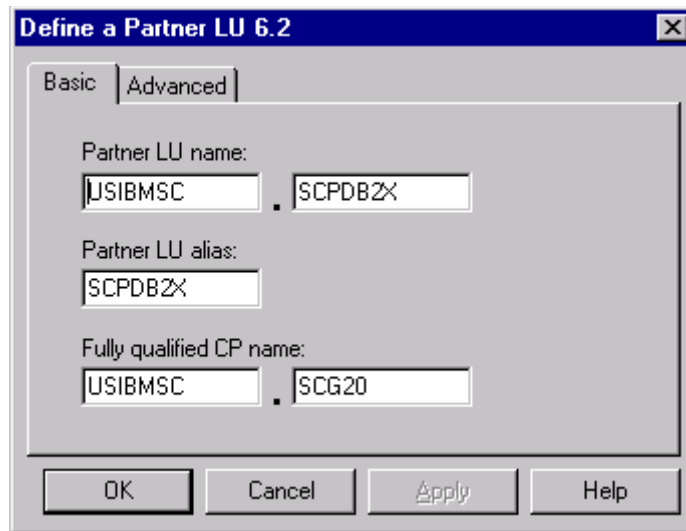 Define a Partner LU 6.2
Basic Advanced
Partner LU name:
USIBMSC . SCPDB2X
Partner LU alias:
SCPDB2X
Fully qualified CP name:
USIBMSC . SCG20
OK Cancel Apply Help